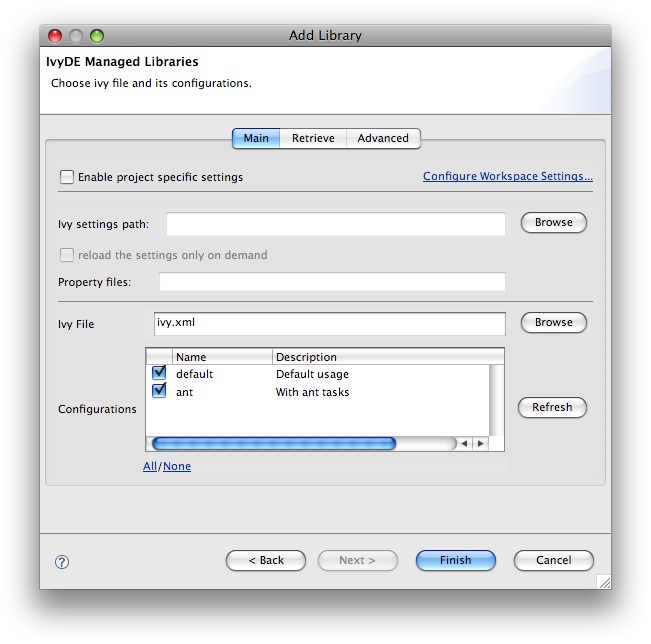 Add Library
IvyDE Managed Libraries
Choose ivy file and its configurations.
Main Retrieve Advanced
Enable project specific settings Configure Workspace Settings...
Ivy settings path: Browse
reload the settings only on demand
Property files:
Ivy File ivy.xml Browse
Name Description
default Default usage
ant With ant tasks
Configurations Refresh
All/None
? < Back Next > Finish Cancel